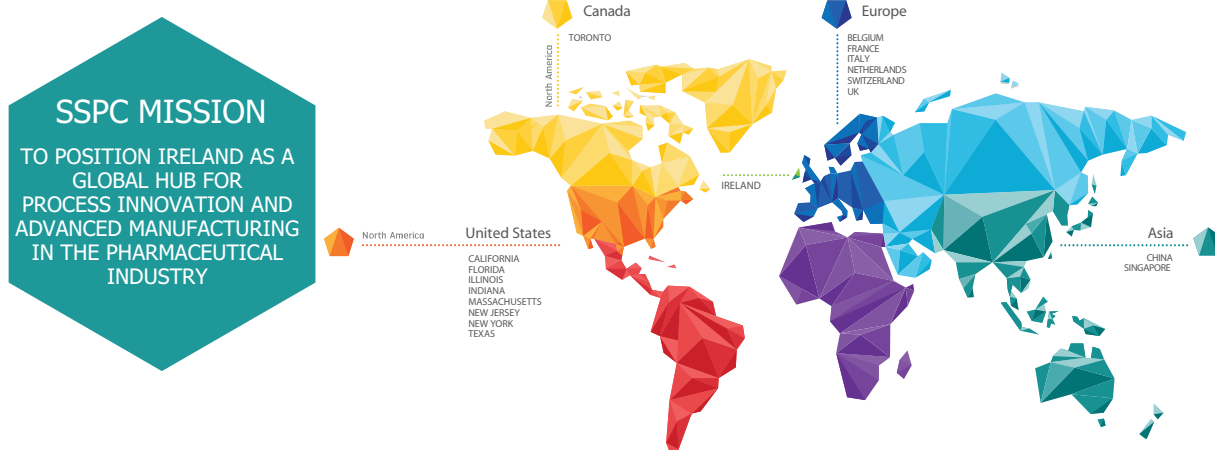 SSPC MISSION
TO POSITION IRELAND AS A
GLOBAL HUB FOR
PROCESS INNOVATION AND
ADVANCED MANUFACTURING
IN THE PHARMACEUTICAL
INDUSTRY
Canada
North America
TORONTO
Europe
BELGIUM
FRANCE
ITALY
NETHERLANDS
SWITZERLAND
UK
IRELAND
North America
United States
CALIFORNIA
FLORIDA
ILLINOIS
INDIANA
MASSACHUSETTS
NEW JERSEY
NEW YORK
TEXAS
Asia
CHINA
SINGAPORE